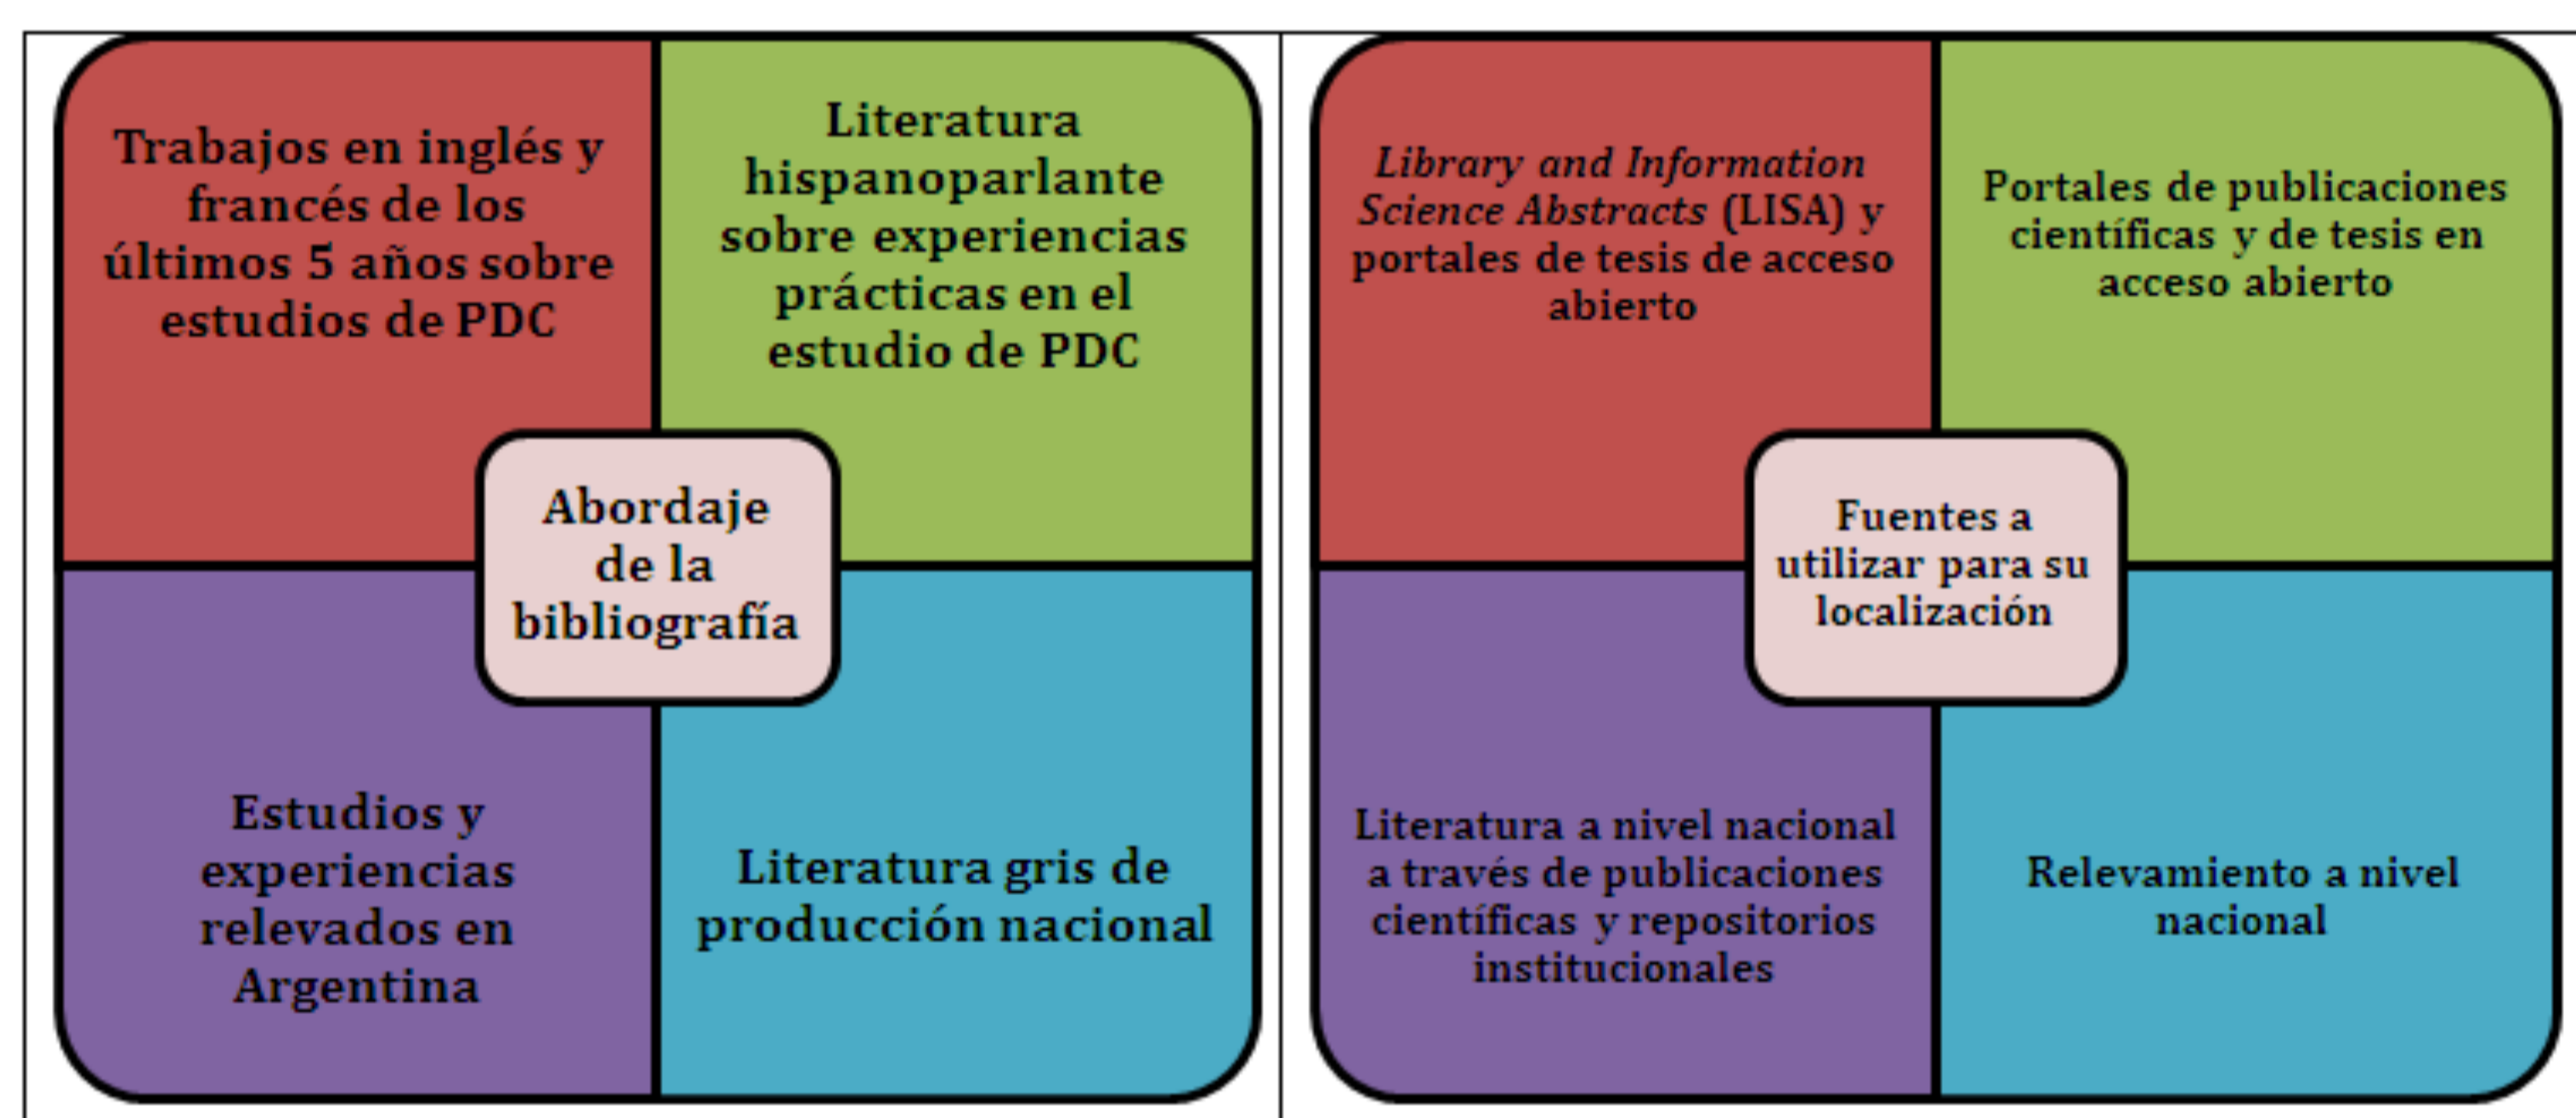 Trabajos en inglés y
francés de los
últimos 5 años sobre
estudios de PDC
Literatura
hispanoparlante
sobre experiencias
prácticas en el
estudio de PDC
Abordaje
de la
bibliografía
Estudios y
experiencias
relevados en
Argentina
Literatura gris de
producción nacional
Library and Information
Science Abstracts (LISA) y
portales de tesis de acceso
abierto
Portales de publicaciones
científicas y de tesis en
acceso abierto
Fuentes a
utilizar para su
localización
Literatura a nivel nacional
a través de publicaciones
científicas y repositorios
institucionales
Relevamiento a nivel
nacional